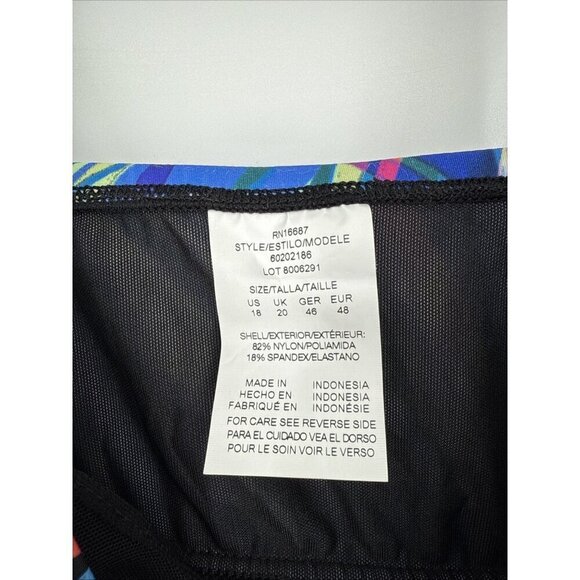 RN16687
STYLE/ESTILO/MODELE
60202186
LOT 8006291
SIZE/TALLA/TAILLE
US UK GER EUR
18 20 46 48
SHELL/EXTERIOR/EXTÉRIEUR:
82% NYLON/POLIAMIDA
18% SPANDEX/ELASTANO
MADE IN INDONESIA
HECHO EN INDONESIA
FABRIQUÉ EN INDONÉSIE
FOR CARE SEE REVERSE SIDE
PARA EL CUIDADO VEA EL DORSO
POUR LE SOIN VOIR LE VERSO